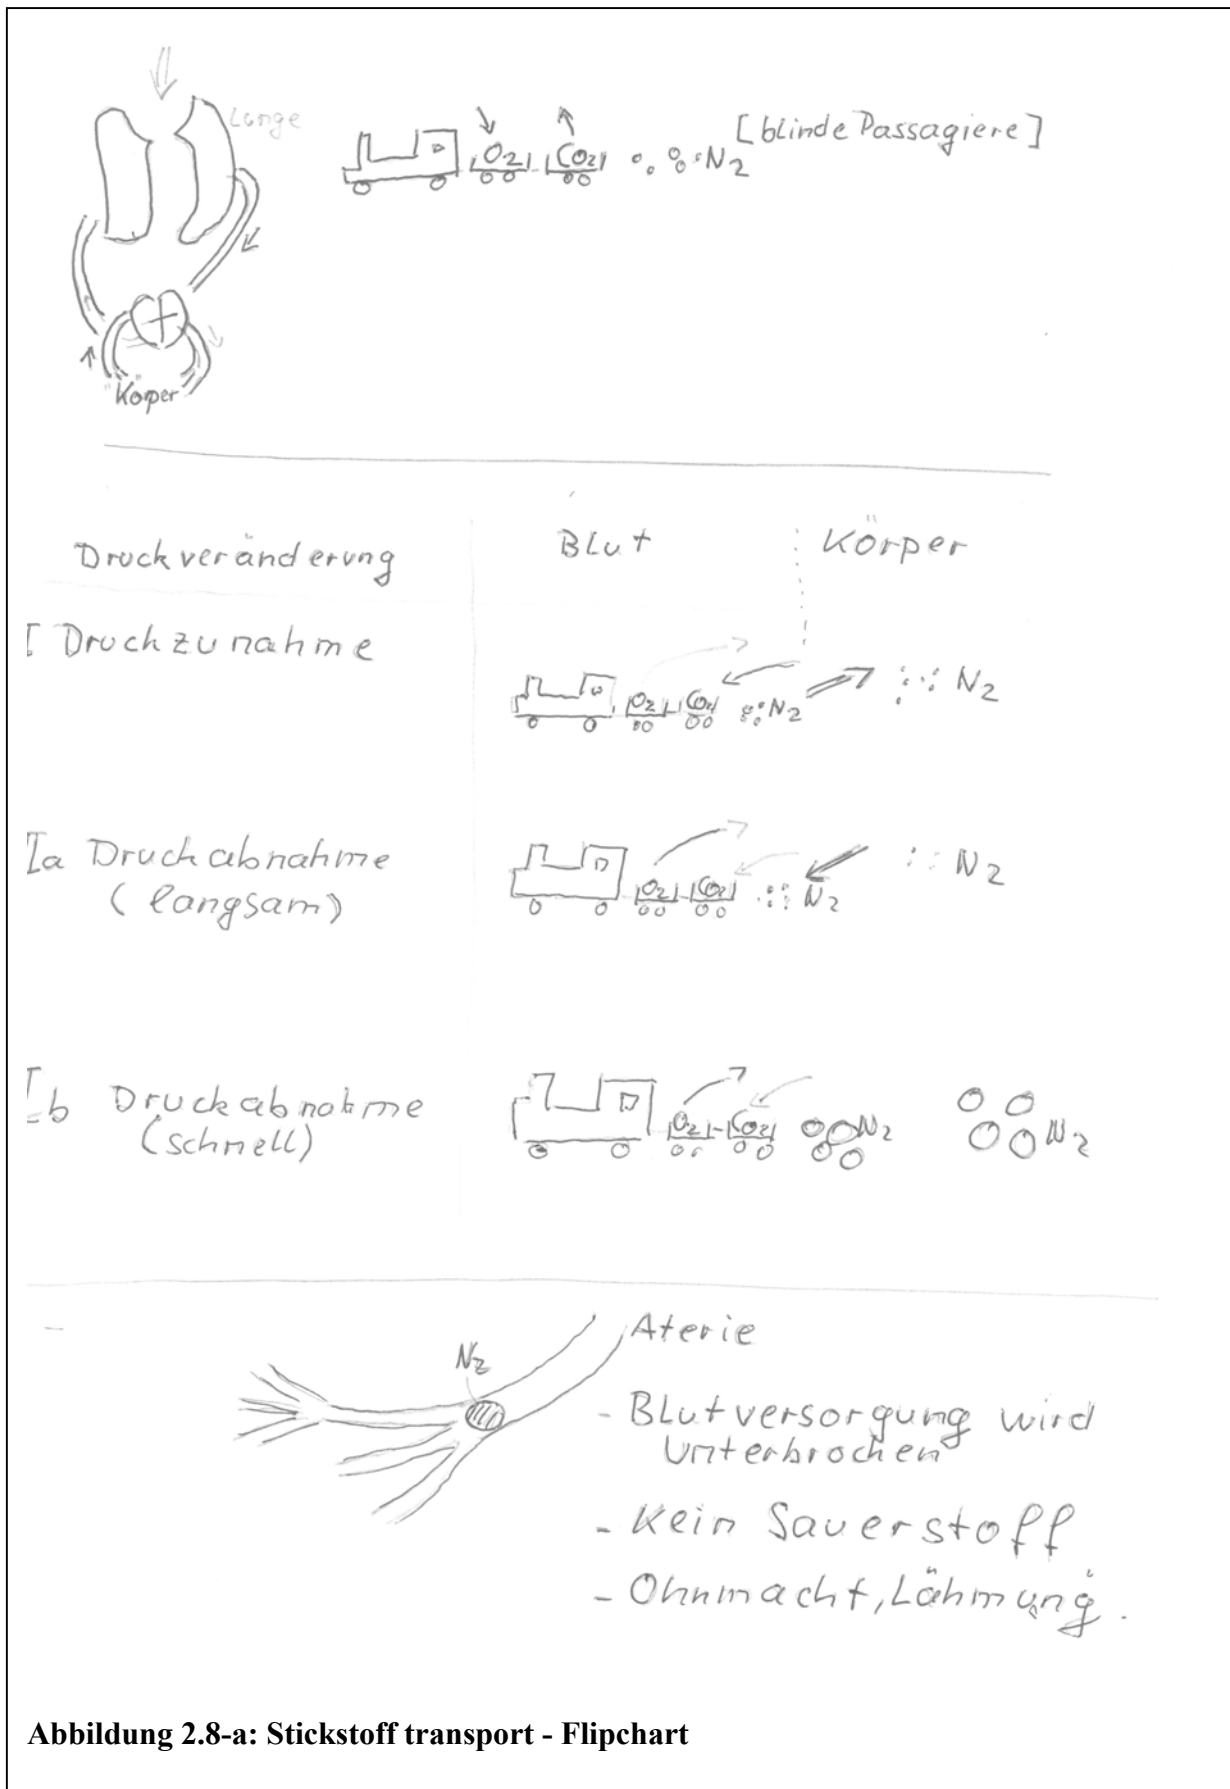 Lunge
O2 CO2 N2 [blinde Passagiere]
"Körper"
Druckveränderung Blut Körper
I Druckzunahme
O2 CO2 N2 N2
Ia Druckabnahme
(langsam)
O2 CO2 N2 N2
Ib Druckabnahme
(schnell)
O2 CO2 N2 N2
Aterie
N2
- Blutversorgung wird
unterbrochen
- Kein Sauerstoff
- Ohnmacht, Lähmung.
Abbildung 2.8-a: Stickstoff transport - Flipchart